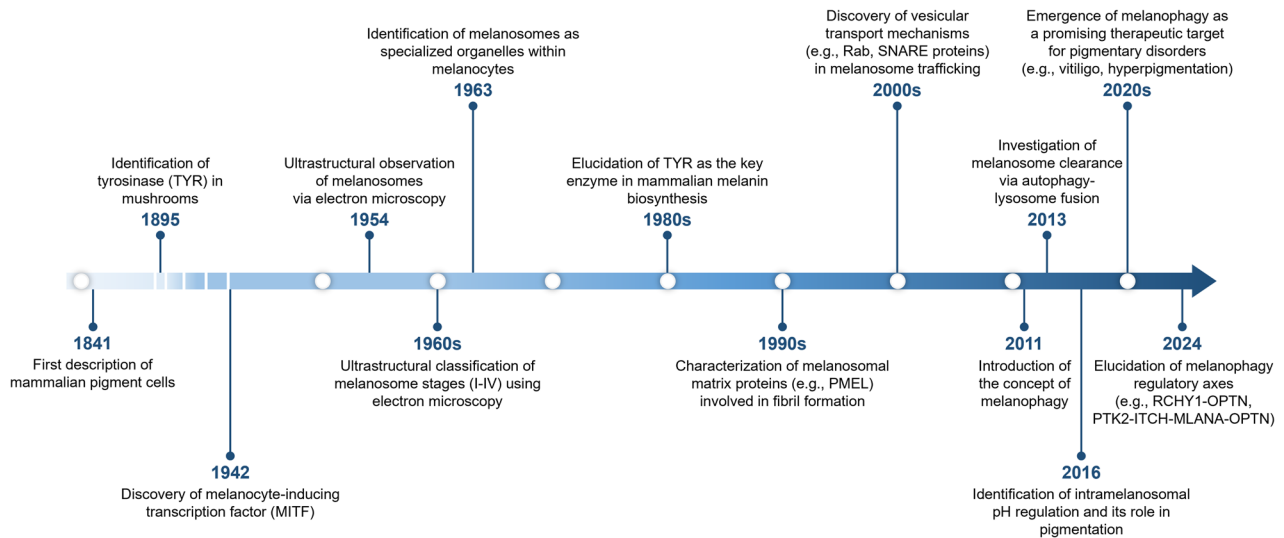 First description of
mammalian pigment cells
1841
Identification of
tyrosinase (TYR) in
mushrooms
1895
1942
Discovery of melanocyte-inducing
transcription factor (MITF)
Ultrastructural observation
of melanosomes
via electron microscopy
1954
1960s
Ultrastructural classification of
melanosome stages (I-IV) using
electron microscopy
Identification of melanosomes as
specialized organelles within
melanocytes
1963
Elucidation of TYR as the key
enzyme in mammalian melanin
biosynthesis
1980s
1990s
Characterization of melanosomal
matrix proteins (e.g., PMEL)
involved in fibril formation
Discovery of vesicular
transport mechanisms
(e.g., Rab, SNARE proteins)
in melanosome trafficking
2000s
2011
Introduction of
the concept of
melanophagy
Investigation of
melanosome clearance
via autophagy-
lysosome fusion
2013
2016
Identification of intramelanosomal
pH regulation and its role in
pigmentation
Emergence of melanophagy as
a promising therapeutic target
for pigmentary disorders
(e.g., vitiligo, hyperpigmentation)
2020s
2024
Elucidation of melanophagy
regulatory axes
(e.g., RCHY1-OPTN,
PTK2-ITCH-MLANA-OPTN)